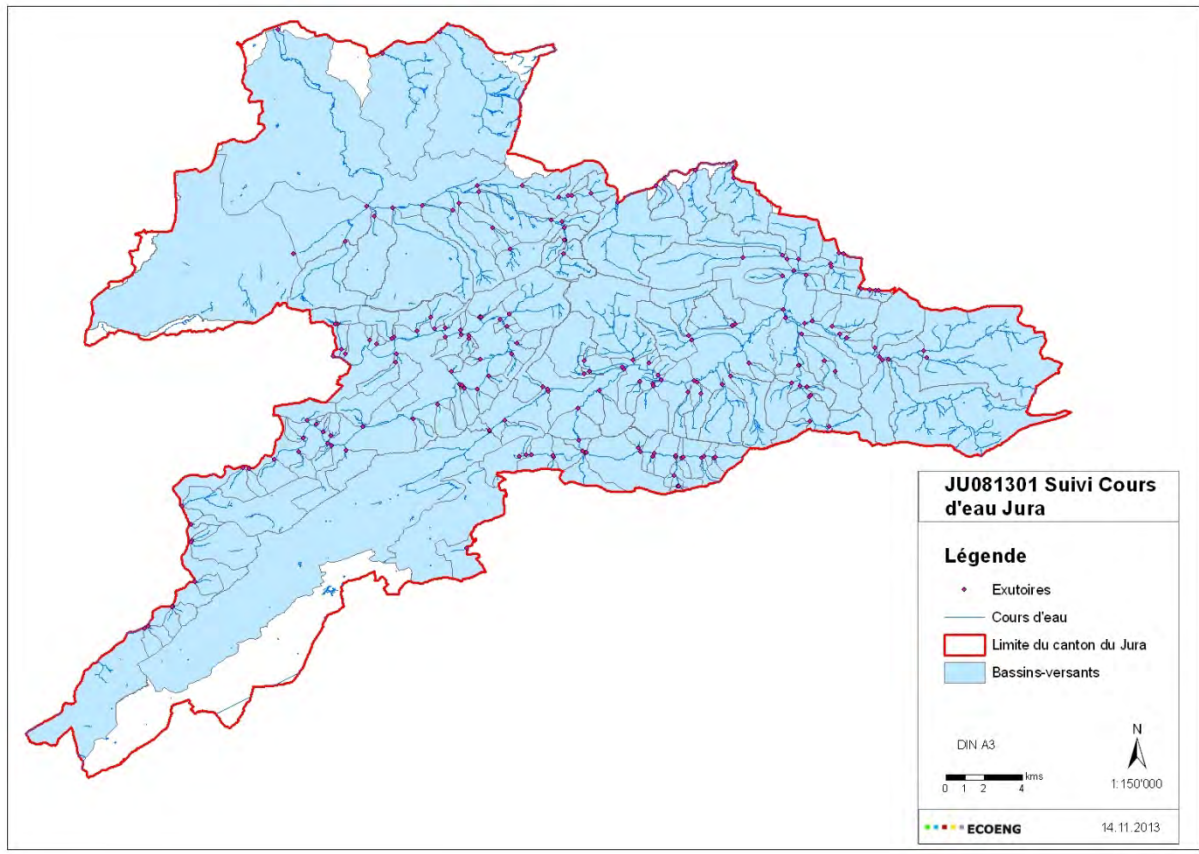 JU081301 Suivi Cours
d'eau Jura
Légende
Exutoires
Cours d'eau
Limite du canton du Jura
Bassins-versants
DIN A3
N
kms
0 1 2 4
1:150'000
ECOENG
14.11.2013